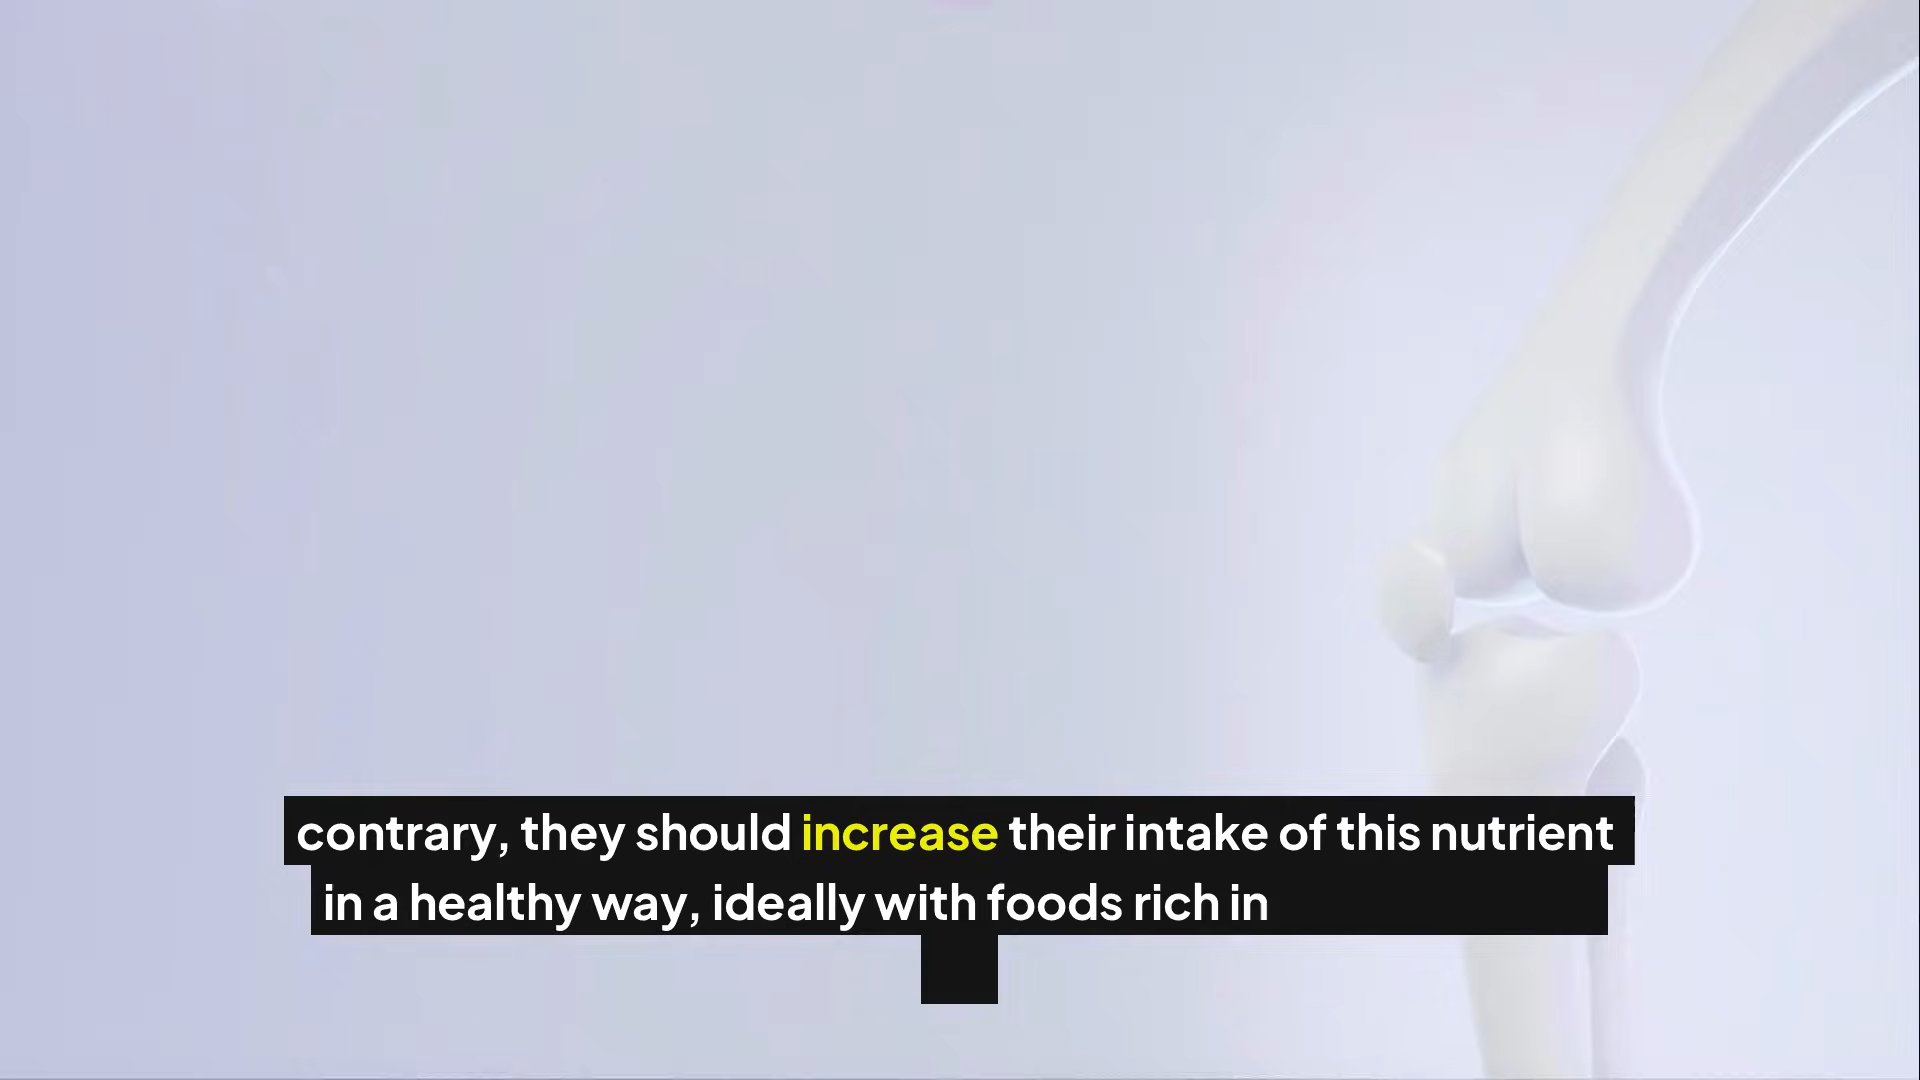 contrary, they should increase their intake of this nutrient
in a healthy way, ideally with foods rich in